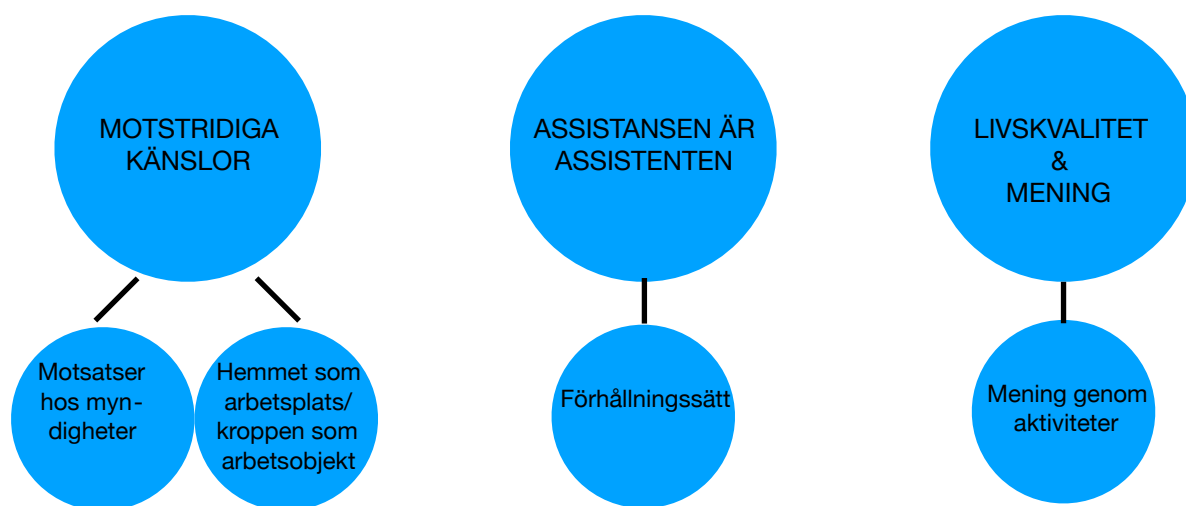 MOTSTRIDIGA
KÄNSLOR
ASSISTANSEN ÄR
ASSISTENTEN
LIVSKVALITET
&
MENING
Motsatser
hos myn-
digheter
Hemmet som
arbetsplats/
kroppen som
arbetsobjekt
Förhållningssätt
Mening genom
aktiviteter